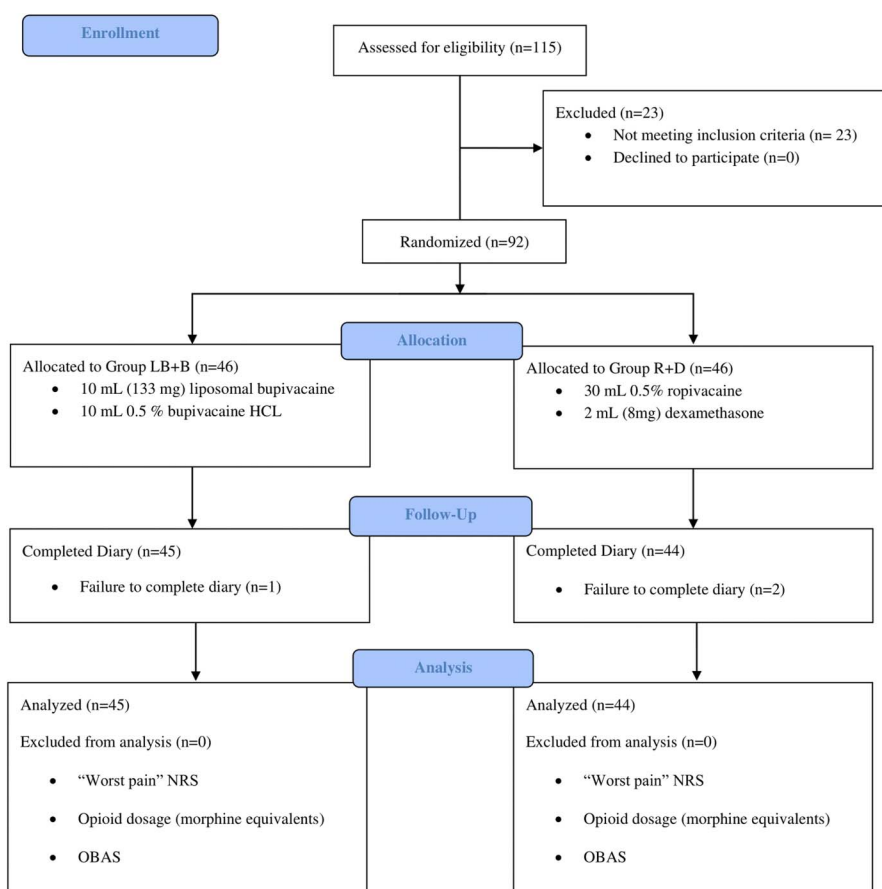 Enrollment
Assessed for eligibility (n=115)
Excluded (n=23)
• Not meeting inclusion criteria (n= 23)
• Declined to participate (n=0)
Randomized (n=92)
Allocation
Allocated to Group LB+B (n=46)
• 10 mL (133 mg) liposomal bupivacaine
• 10 mL 0.5 % bupivacaine HCL
Allocated to Group R+D (n=46)
• 30 mL 0.5% ropivacaine
• 2 mL (8mg) dexamethasone
Follow-Up
Completed Diary (n=45)
• Failure to complete diary (n=1)
Completed Diary (n=44)
• Failure to complete diary (n=2)
Analysis
Analyzed (n=45)
Excluded from analysis (n=0)
• “Worst pain” NRS
• Opioid dosage (morphine equivalents)
• OBAS
Analyzed (n=44)
Excluded from analysis (n=0)
• “Worst pain” NRS
• Opioid dosage (morphine equivalents)
• OBAS